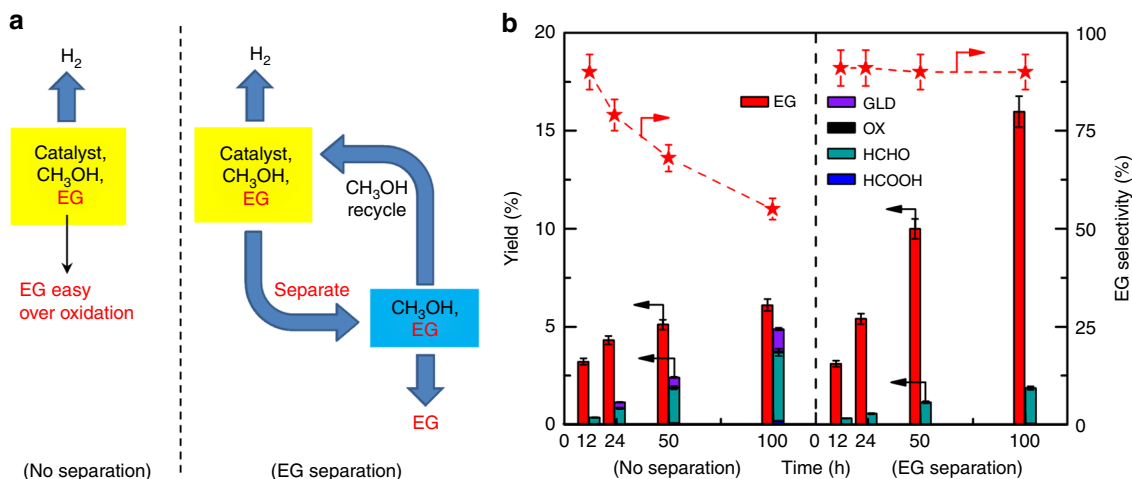 a
H₂
Catalyst,
CH₃OH,
EG
EG easy
over oxidation
(No separation)
H₂
Catalyst,
CH₃OH,
EG
CH₃OH
recycle
Separate
CH₃OH,
EG
EG
(EG separation)
b
Yield (%)
20
15
10
5
0
EG
GLD
OX
HCHO
HCOOH
100
75
50
25
0
EG selectivity (%)
0 12 24 50 100 0 12 24 50 100
(No separation) Time (h) (EG separation)